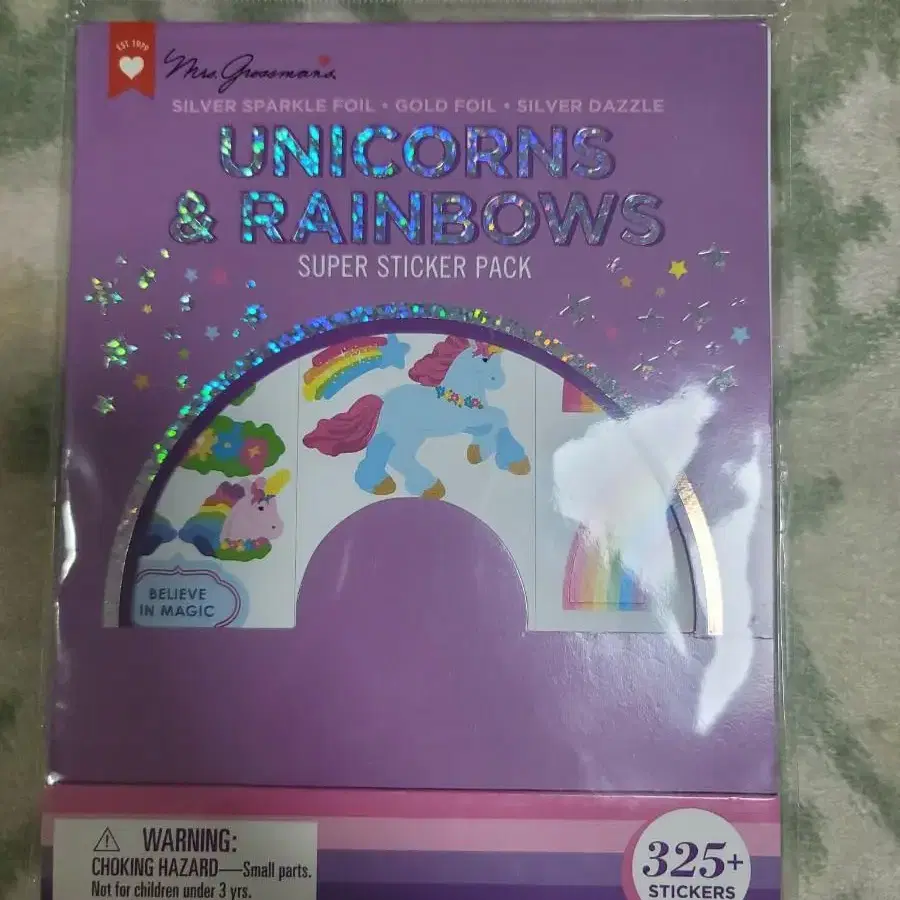 EST 1979
Mrs. Grossman's
SILVER SPARKLE FOIL • GOLD FOIL • SILVER DAZZLE
UNICORNS
& RAINBOWS
SUPER STICKER PACK
BELIEVE
IN MAGIC
WARNING:
CHOKING HAZARD—Small parts.
Not for children under 3 yrs.
325+
STICKERS